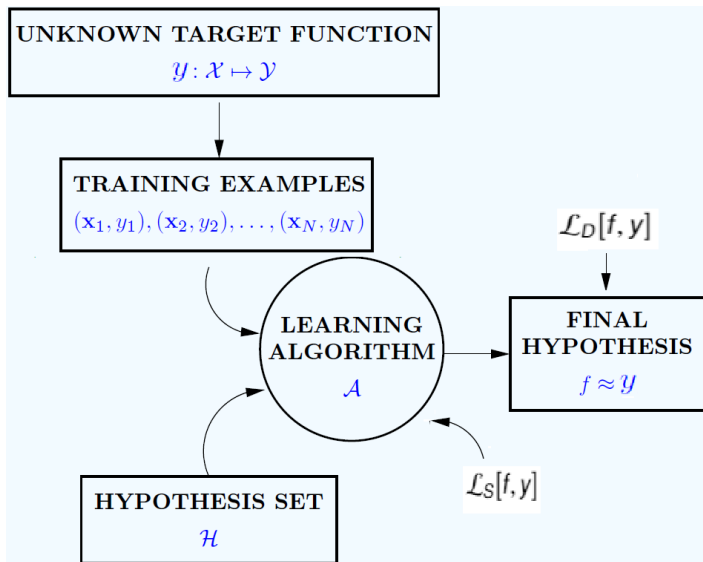 UNKNOWN TARGET FUNCTION
𝑦 : 𝒳 ↦ 𝒴
TRAINING EXAMPLES
(𝐱₁, y₁), (𝐱₂, y₂), . . . , (𝐱_N, y_N)
ℒ_D[f, y]
LEARNING
ALGORITHM
𝒜
FINAL
HYPOTHESIS
f ≈ 𝑦
ℒ_S[f, y]
HYPOTHESIS SET
ℋ